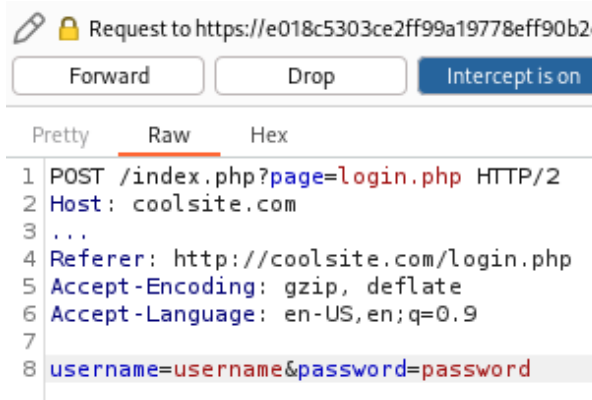 Request to https://e018c5303ce2ff99a19778eff90b2
Forward Drop Intercept is on
Pretty Raw Hex
1 POST /index.php?page=login.php HTTP/2
2 Host: coolsite.com
3 ...
4 Referer: http://coolsite.com/login.php
5 Accept-Encoding: gzip, deflate
6 Accept-Language: en-US,en;q=0.9
7
8 username=username&password=password